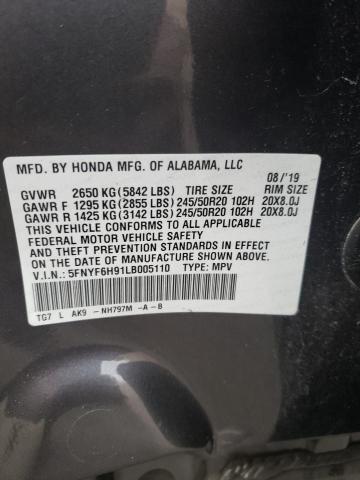 MFD. BY HONDA MFG. OF ALABAMA, LLC
08/'19
GVWR 2650 KG (5842 LBS) TIRE SIZE RIM SIZE
GAWR F 1295 KG (2855 LBS) 245/50R20 102H 20X8.0J
GAWR R 1425 KG (3142 LBS) 245/50R20 102H 20X8.0J
THIS VEHICLE CONFORMS TO ALL APPLICABLE
FEDERAL MOTOR VEHICLE SAFETY
STANDARDS IN EFFECT ON THE DATE OF
MANUFACTURE SHOWN ABOVE.
V.I.N.: 5FNYF6H91LB005110 TYPE: MPV
TG7 L AK9 -NH797M -A-B